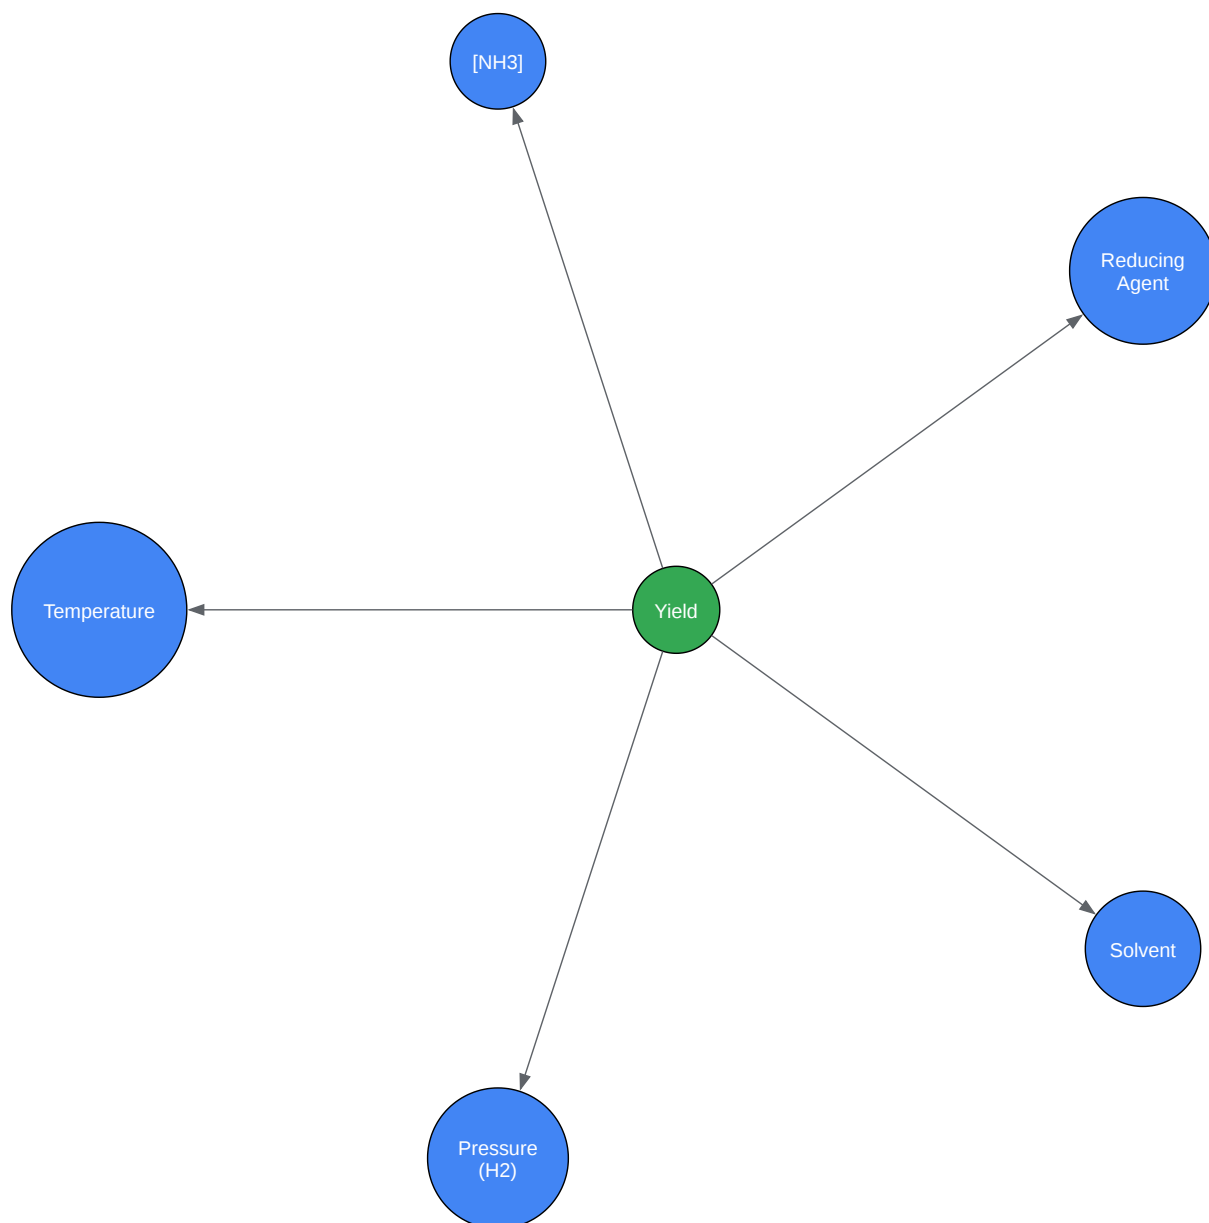 [NH3]
Reducing
Agent
Temperature
Yield
Solvent
Pressure
(H2)